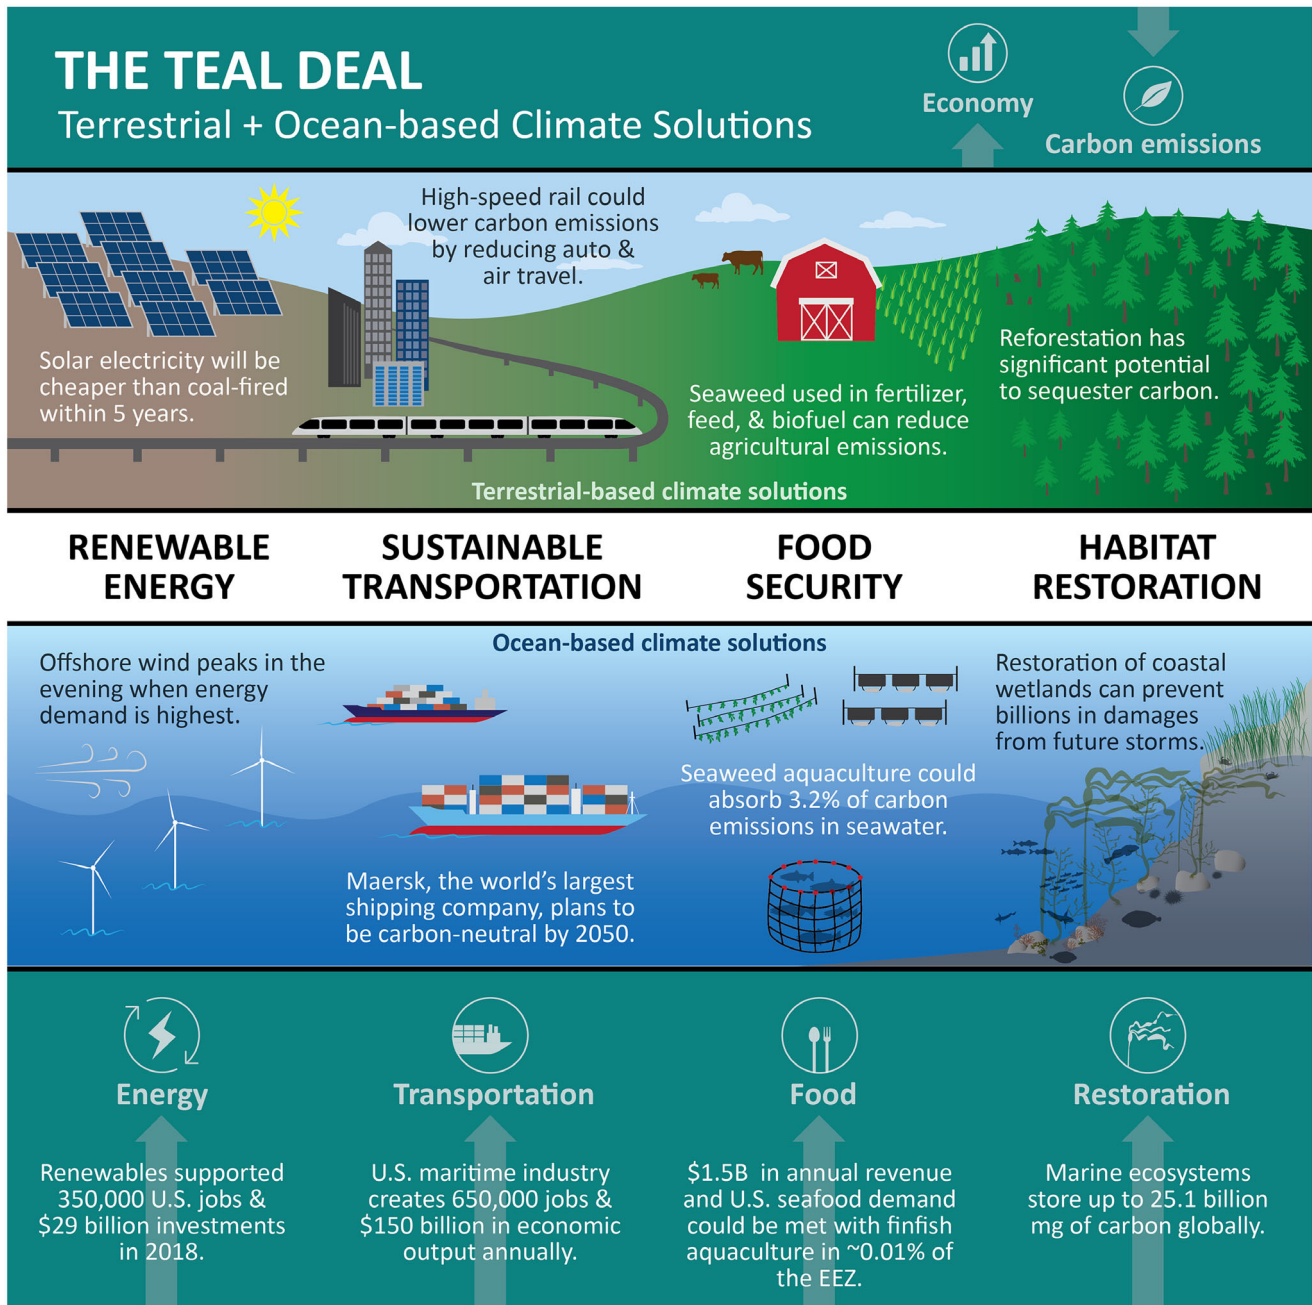 THE TEAL DEAL
Terrestrial + Ocean-based Climate Solutions
Economy
Carbon emissions
High-speed rail could
lower carbon emissions
by reducing auto &
air travel.
Solar electricity will be
cheaper than coal-fired
within 5 years.
Seaweed used in fertilizer,
feed, & biofuel can reduce
agricultural emissions.
Reforestation has
significant potential
to sequester carbon.
Terrestrial-based climate solutions
RENEWABLE
ENERGY
SUSTAINABLE
TRANSPORTATION
FOOD
SECURITY
HABITAT
RESTORATION
Ocean-based climate solutions
Offshore wind peaks in the
evening when energy
demand is highest.
Maersk, the world's largest
shipping company, plans to
be carbon-neutral by 2050.
Seaweed aquaculture could
absorb 3.2% of carbon
emissions in seawater.
Restoration of coastal
wetlands can prevent
billions in damages
from future storms.
Energy
Renewables supported
350,000 U.S. jobs &
$29 billion investments
in 2018.
Transportation
U.S. maritime industry
creates 650,000 jobs &
$150 billion in economic
output annually.
Food
$1.5B in annual revenue
and U.S. seafood demand
could be met with finfish
aquaculture in ~0.01% of
the EEZ.
Restoration
Marine ecosystems
store up to 25.1 billion
mg of carbon globally.